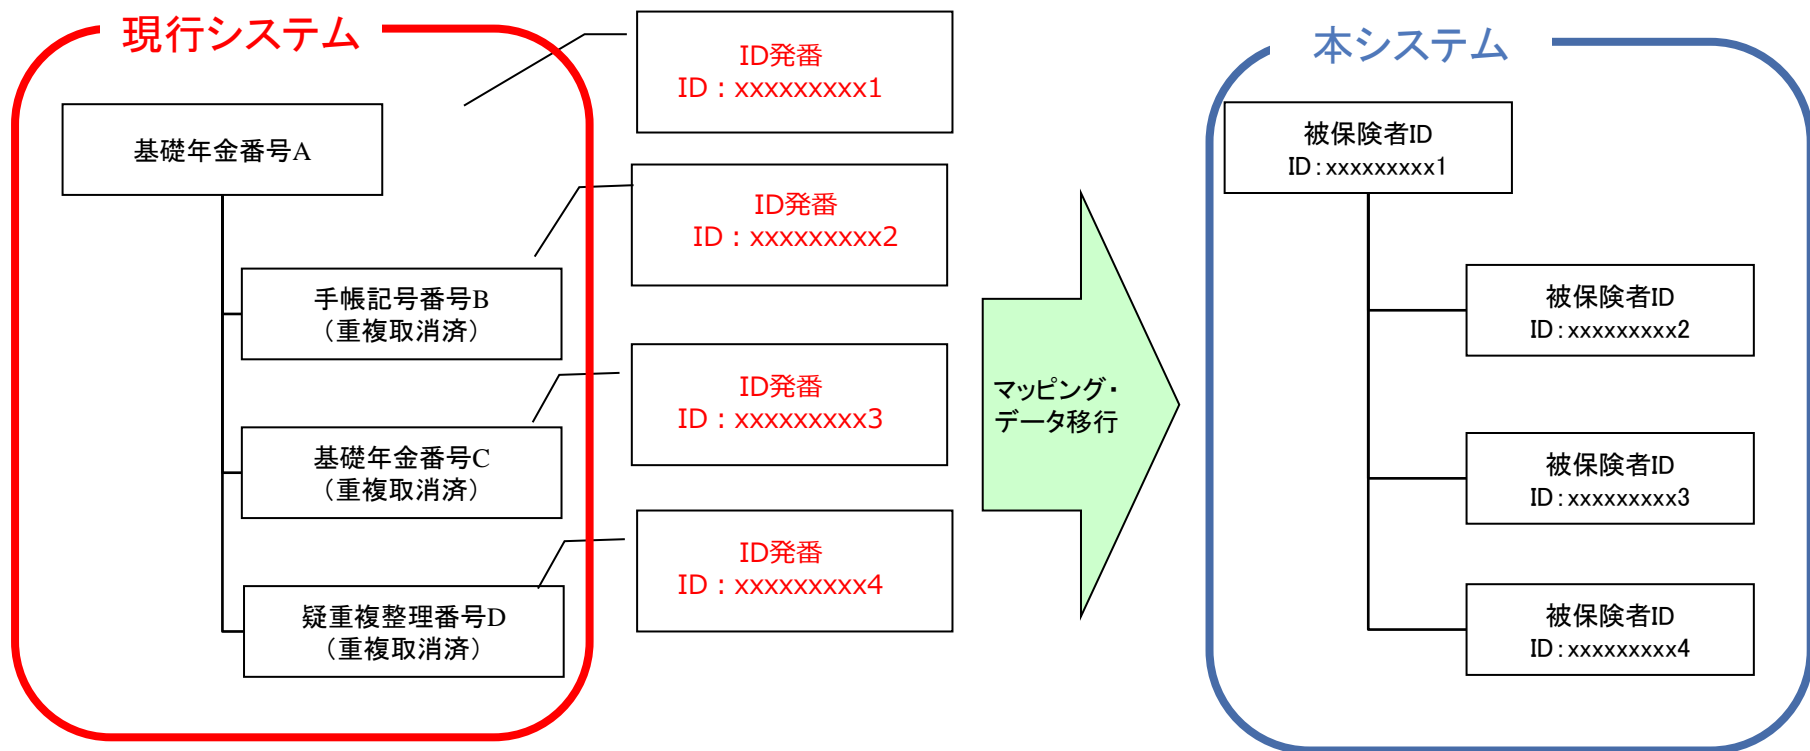 現行システム
基礎年金番号A
手帳記号番号B
（重複取消済）
基礎年金番号C
（重複取消済）
疑重複整理番号D
（重複取消済）
ID発番
ID：xxxxxxxxx1
ID発番
ID：xxxxxxxxx2
ID発番
ID：xxxxxxxxx3
ID発番
ID：xxxxxxxxx4
マッピング・
データ移行
本システム
被保険者ID
ID：xxxxxxxxx1
被保険者ID
ID：xxxxxxxxx2
被保険者ID
ID：xxxxxxxxx3
被保険者ID
ID：xxxxxxxxx4